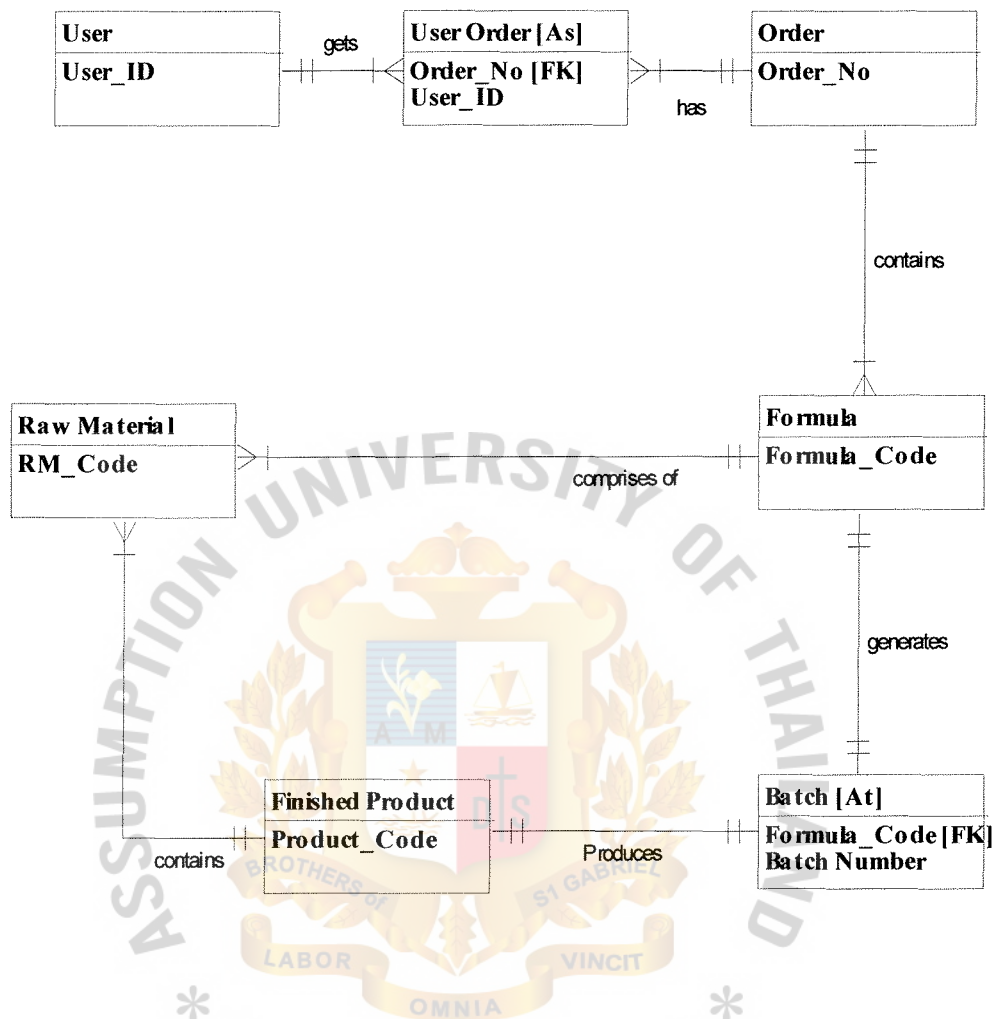 User
User_ID
gets
User Order [As]
Order_No [FK]
User_ID
has
Order
Order_No
contains
Raw Material
RM_Code
comprises of
Formula
Formula_Code
generates
Finished Product
Product_Code
contains
Produces
Batch [At]
Formula_Code [FK]
Batch Number
ASSUMPTION UNIVERSITY OF THAILAND
A M
D S
BROTHERS of
S1 GABRIEL
LABOR
VINCIT
OMNIA